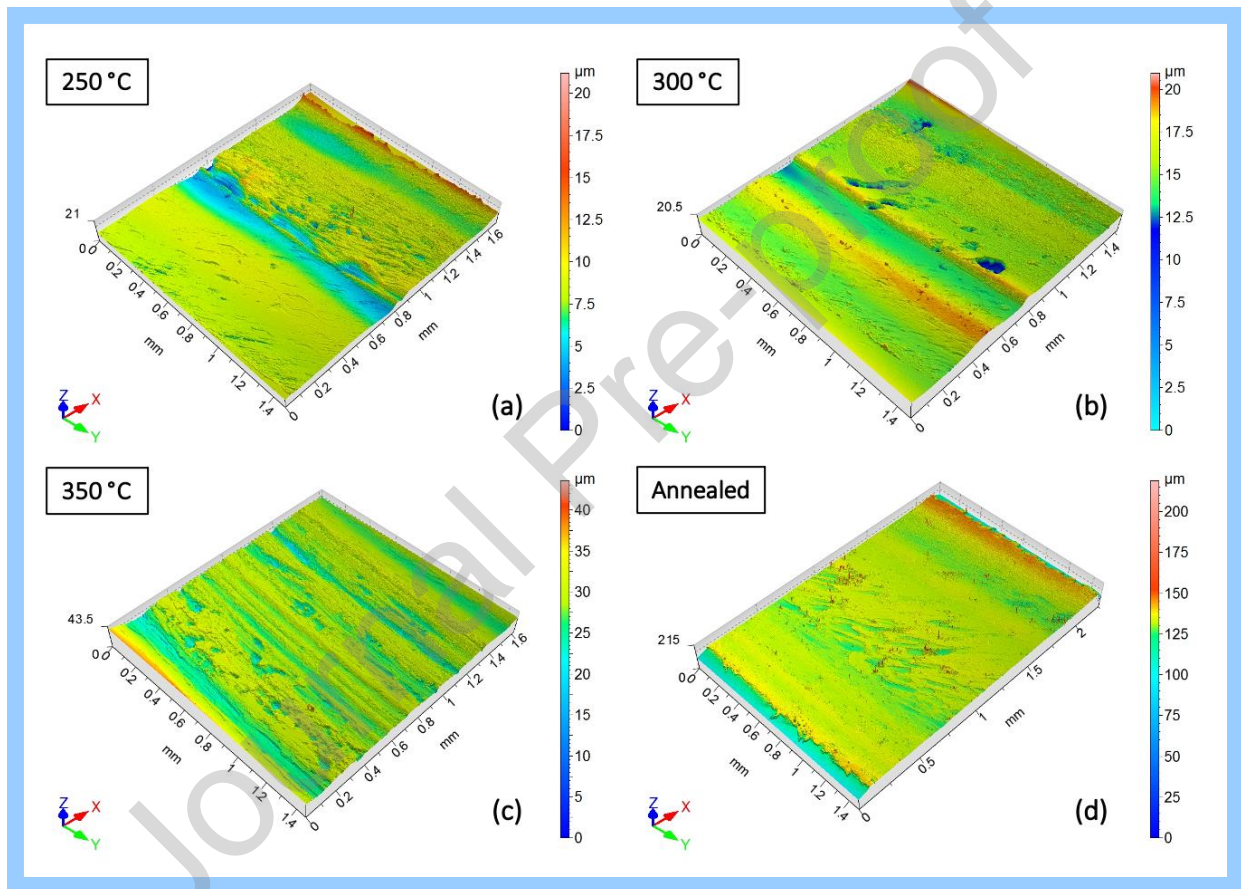 250 °C
µm
20
17.5
15
12.5
10
7.5
5
2.5
0
21
0
0 0.2 0.4 0.6 0.8 1 1.2 1.4
mm
0 0.2 0.4 0.6 0.8 1 1.2 1.4 1.6
mm
Z X Y
(a)
300 °C
µm
20
17.5
15
12.5
10
7.5
5
2.5
0
20.5
0
0 0.2 0.4 0.6 0.8 1 1.2 1.4
mm
0 0.2 0.4 0.6 0.8 1 1.2 1.4
mm
Z X Y
(b)
350 °C
µm
40
35
30
25
20
15
10
5
0
43.5
0
0 0.2 0.4 0.6 0.8 1 1.2 1.4
mm
0 0.2 0.4 0.6 0.8 1 1.2 1.4 1.6
mm
Z X Y
(c)
Annealed
µm
200
175
150
125
100
75
50
25
0
215
0
0 0.2 0.4 0.6 0.8 1 1.2 1.4
mm
0 0.5 1 1.5 2
mm
Z X Y
(d)
Journal Pre-proof